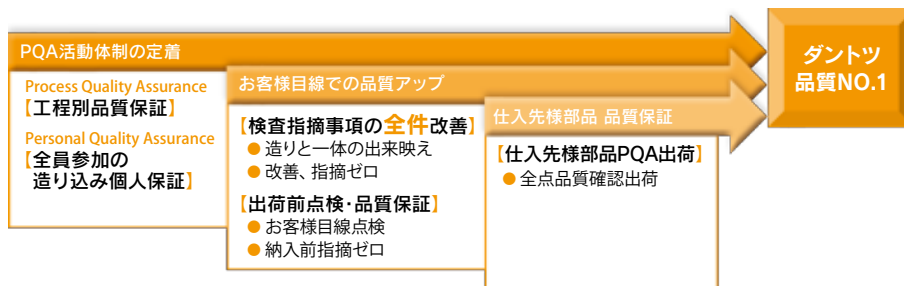 PQA活動体制の定着
Process Quality Assurance
【工程別品質保証】
Personal Quality Assurance
【全員参加の
造り込み個人保証】
お客様目線での品質アップ
【検査指摘事項の全件改善】
● 造りと一体の出来映え
● 改善、指摘ゼロ
【出荷前点検・品質保証】
● お客様目線点検
● 納入前指摘ゼロ
仕入先様部品 品質保証
【仕入先様部品PQA出荷】
● 全点品質確認出荷
ダントツ
品質NO.1